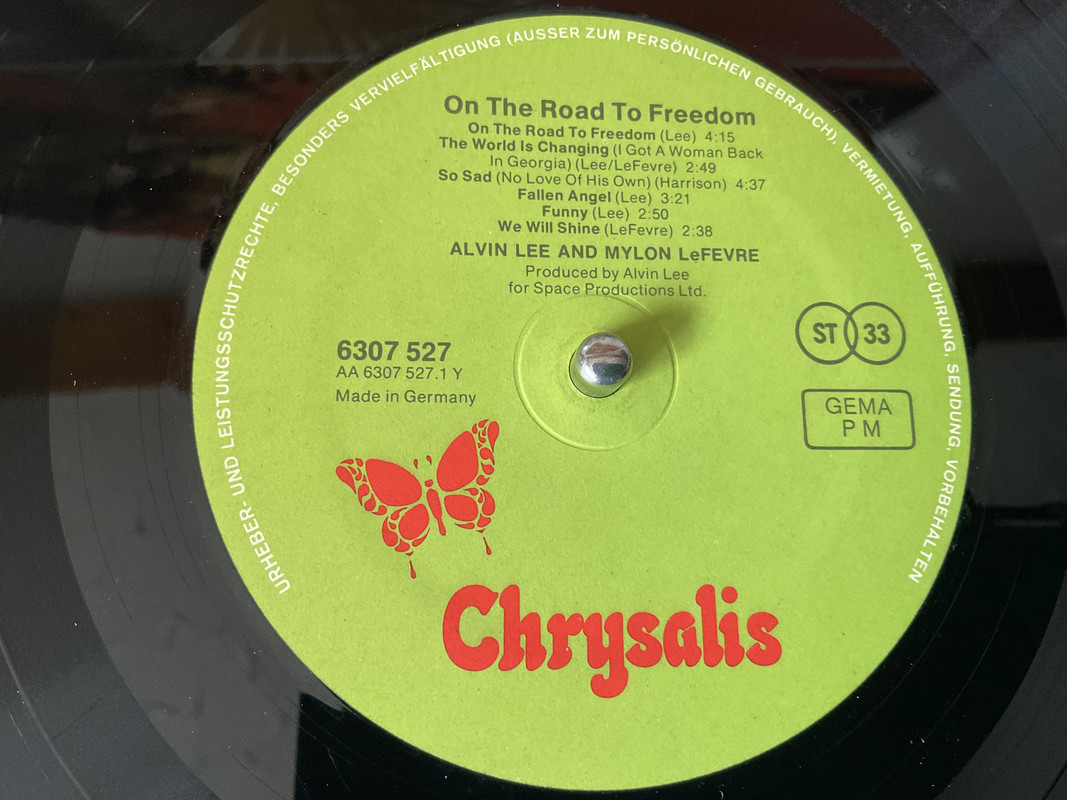 URHEBER- UND LEISTUNGSSCHUTZRECHTE, BESONDERS VERVIELFÄLTIGUNG (AUSSER ZUM PERSÖNLICHEN GEBRAUCH), VERMIETUNG, AUFFÜHRUNG, SENDUNG, VORBEHALTEN
On The Road To Freedom
On The Road To Freedom (Lee) 4:15
The World Is Changing (I Got A Woman Back
In Georgia) (Lee/LeFevre) 2:49
So Sad (No Love Of His Own) (Harrison) 4:37
Fallen Angel (Lee) 3:21
Funny (Lee) 2:50
We Will Shine (LeFevre) 2:38
ALVIN LEE AND MYLON LeFEVRE
Produced by Alvin Lee
for Space Productions Ltd.
6307 527
AA 6307 527.1 Y
Made in Germany
ST 33
GEMA
P M
Chrysalis